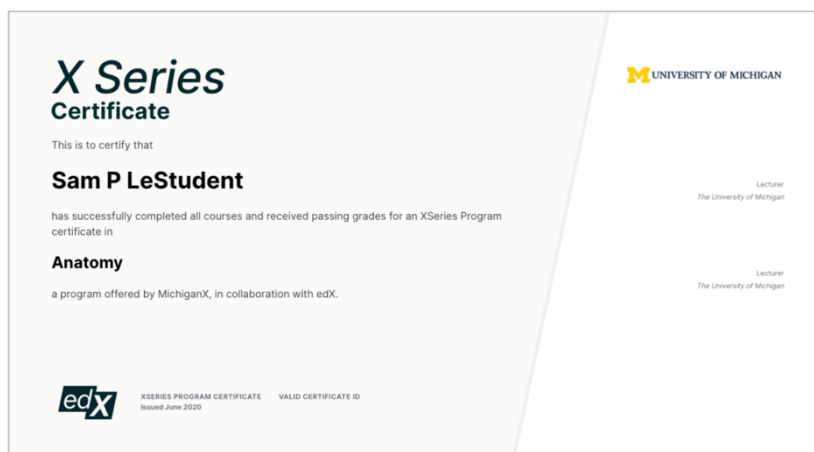 X Series
Certificate
This is to certify that
Sam P LeStudent
has successfully completed all courses and received passing grades for an XSeries Program
certificate in
Anatomy
a program offered by MichiganX, in collaboration with edX.
edX
XSERIES PROGRAM CERTIFICATE VALID CERTIFICATE ID
Issued June 2020
M UNIVERSITY OF MICHIGAN
Lecturer
The University of Michigan
Lecturer
The University of Michigan